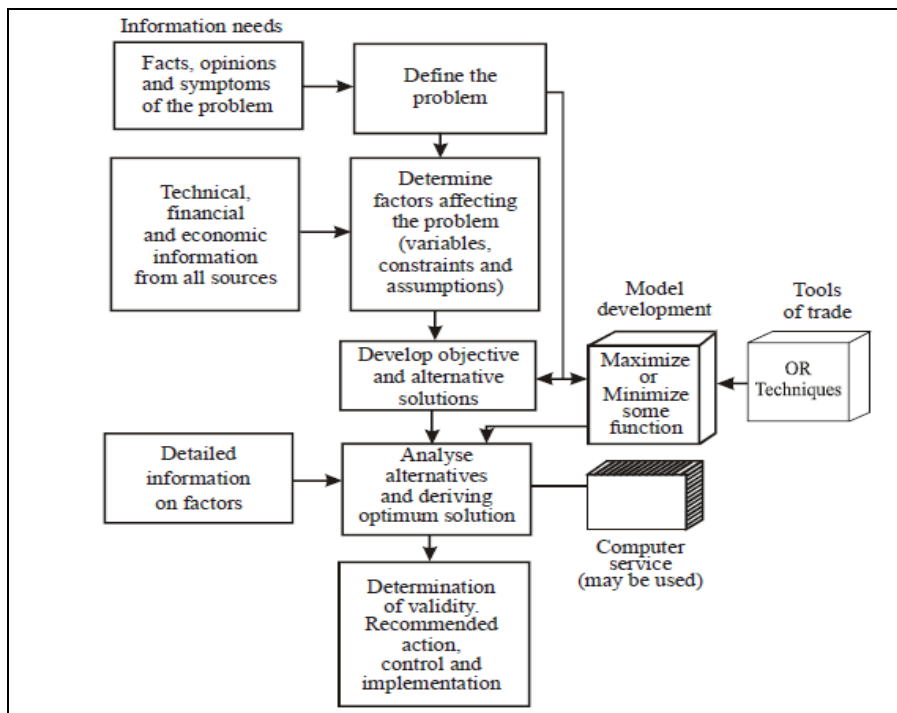 Information needs
Facts, opinions
and symptoms
of the problem
Define the
problem
Technical,
financial
and economic
information
from all sources
Determine
factors affecting
the problem
(variables,
constraints and
assumptions)
Model
development
Tools
of trade
Develop objective
and alternative
solutions
Maximize
or
Minimize
some
function
OR
Techniques
Detailed
information
on factors
Analyse
alternatives
and deriving
optimum solution
Computer
service
(may be used)
Determination
of validity.
Recommended
action,
control and
implementation